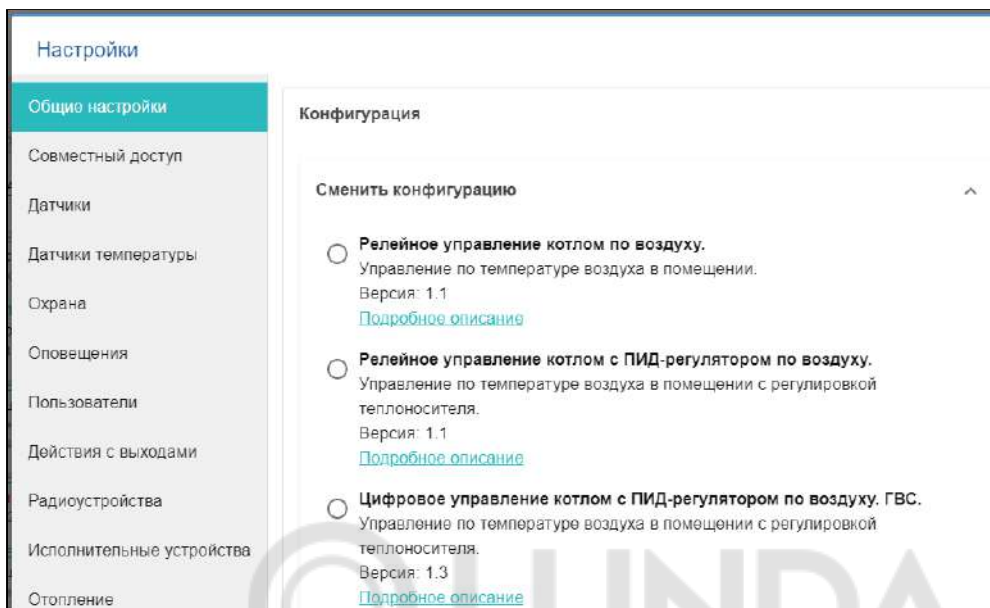 Настройки
Общие настройки
Совместный доступ
Датчики
Датчики температуры
Охрана
Оповещения
Пользователи
Действия с выходами
Радиоустройства
Исполнительные устройства
Отопление
Конфигурация
Сменить конфигурацию
Релейное управление котлом по воздуху.
Управление по температуре воздуха в помещении.
Версия: 1.1
Подробное описание
Релейное управление котлом с ПИД-регулятором по воздуху.
Управление по температуре воздуха в помещении с регулировкой
теплоносителя.
Версия: 1.1
Подробное описание
Цифровое управление котлом с ПИД-регулятором по воздуху. ГВС.
Управление по температуре воздуха в помещении с регулировкой
теплоносителя.
Версия: 1.3
Подробное описание
LUNDA